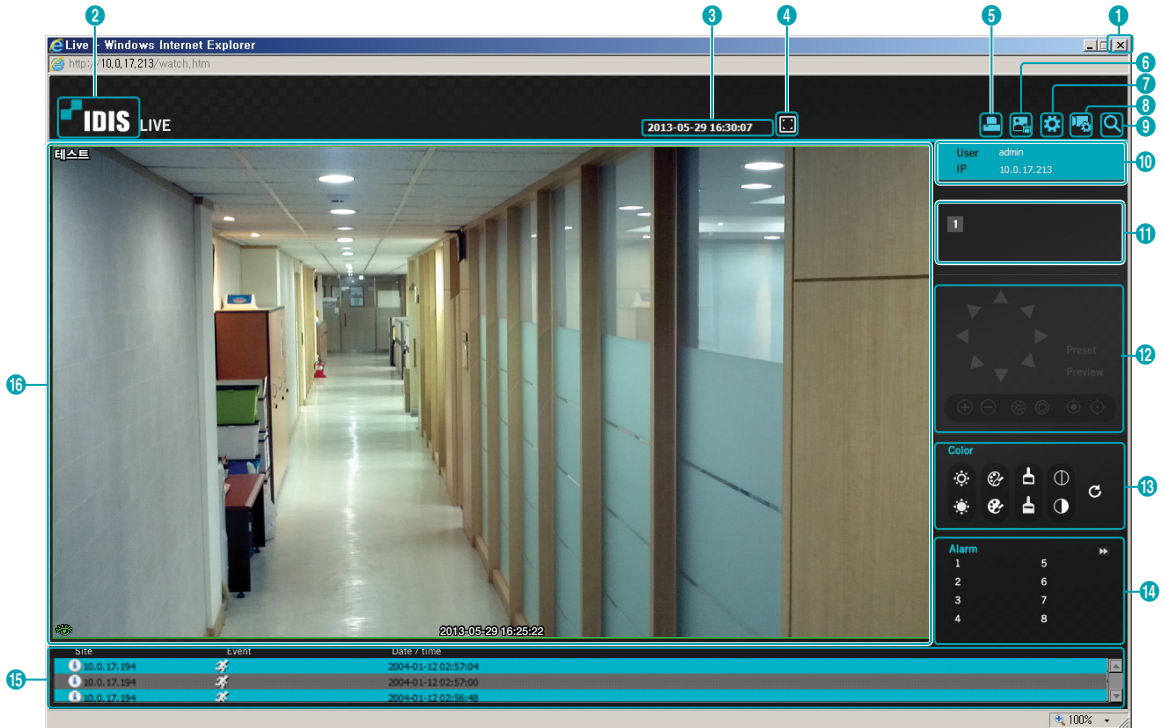 2
3
4
5
1
Live - Windows Internet Explorer
http://10.0.17.213/watch.htm
6
7
8
9
IDIS LIVE
2013-05-29 16:30:07
테스트
User admin
IP 10.0.17.213
10
1
11
Preset
Preview
12
16
Color
13
Alarm
1 5
2 6
3 7
4 8
14
2013-05-29 16:25:22
Site Event Date / time
10.0.17.194 2004-01-12 02:57:04
10.0.17.194 2004-01-12 02:57:00
10.0.17.194 2004-01-12 02:56:48
15
100%